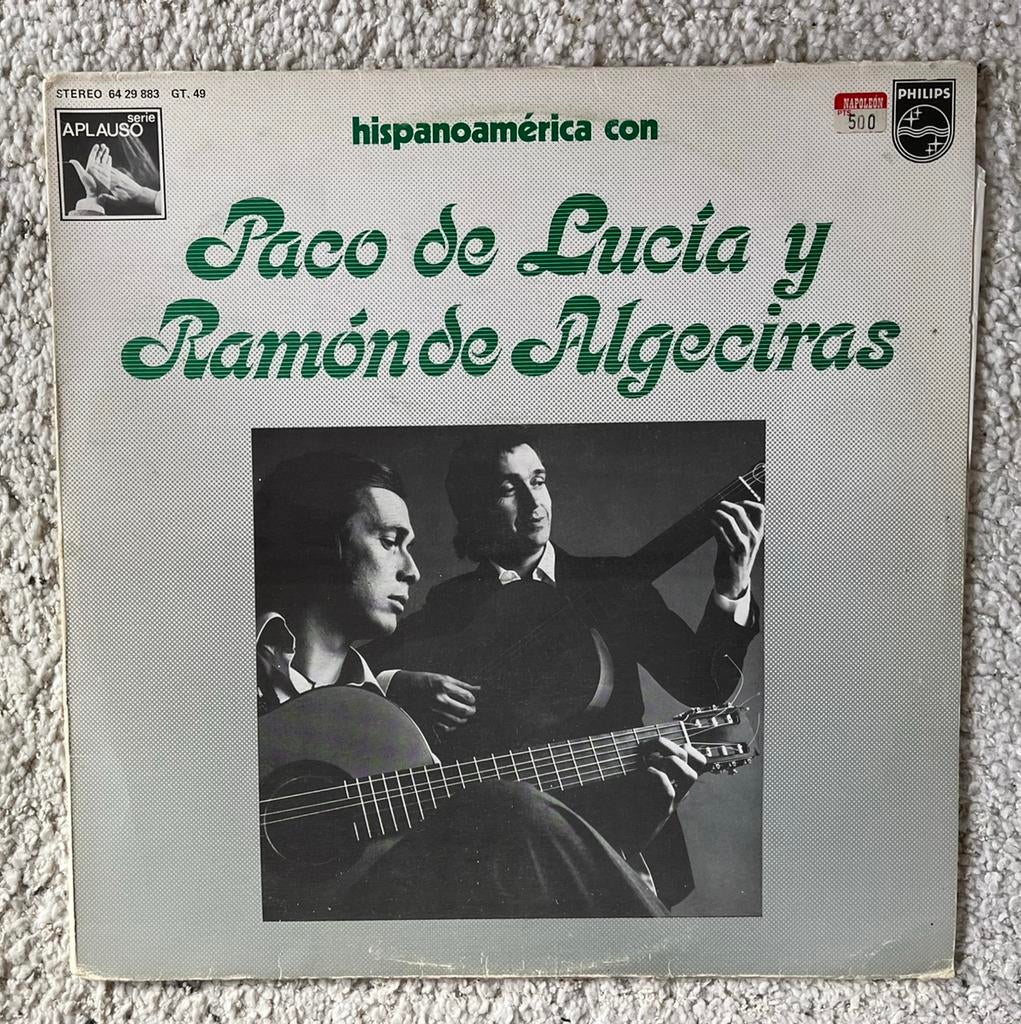 STEREO 64 29 883 GT. 49
serie
APLAUSO
hispanoamérica con
NAPOLEÓN
PTS.
500
PHILIPS
Paco de Lucía y
Ramón de Algeciras